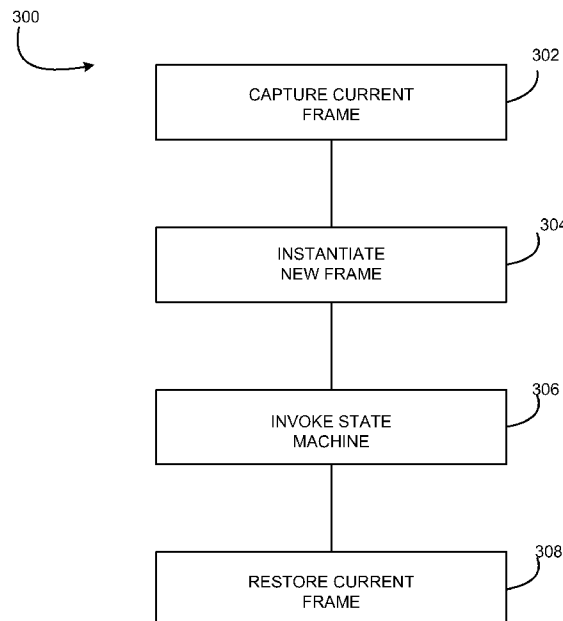 300
302
CAPTURE CURRENT
FRAME
304
INSTANTIATE
NEW FRAME
306
INVOKE STATE
MACHINE
308
RESTORE CURRENT
FRAME